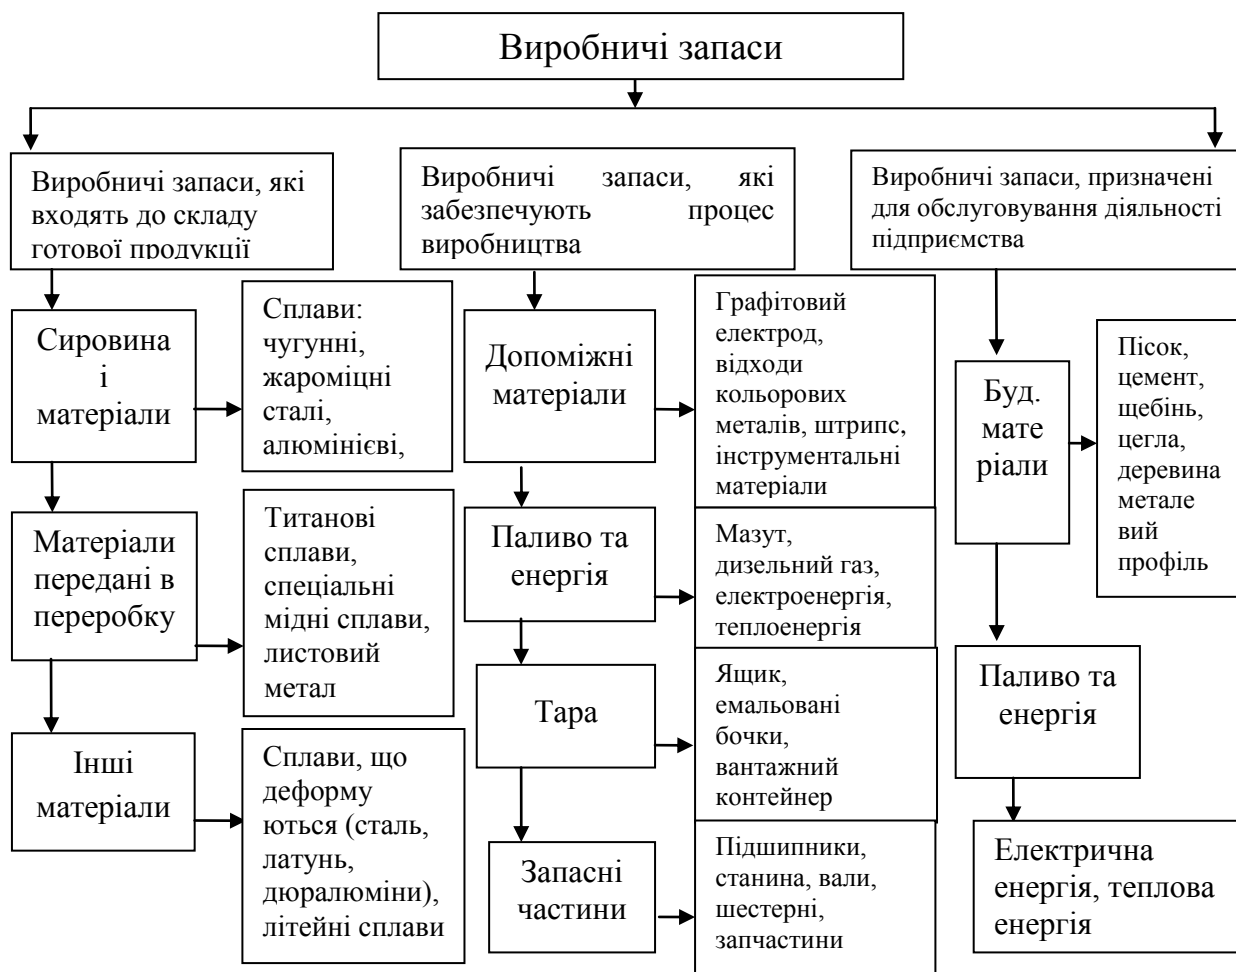 Виробничі запаси
Виробничі запаси, які
входять до складу
готової продукції
Виробничі запаси, які
забезпечують процес
виробництва
Виробничі запаси, призначені
для обслуговування діяльності
підприємства
Сировина
і
матеріали
Сплави:
чугунні,
жароміцні
сталі,
алюмінієві,
Допоміжні
матеріали
Графітовий
електрод,
відходи
кольорових
металів, штрипс,
інструментальні
матеріали
Буд.
мате
ріали
Пісок,
цемент,
щебінь,
цегла,
деревина
метале
вий
профіль
Матеріали
передані в
переробку
Титанові
сплави,
спеціальні
мідні сплави,
листовий
метал
Паливо та
енергія
Мазут,
дизельний газ,
електроенергія,
теплоенергія
Паливо та
енергія
Тара
Ящик,
емальовані
бочки,
вантажний
контейнер
Інші
матеріали
Сплави, що
деформу
ються (сталь,
латунь,
дюралюміни),
літейні сплави
Запасні
частини
Підшипники,
станина, вали,
шестерні,
запчастини
Електрична
енергія, теплова
енергія